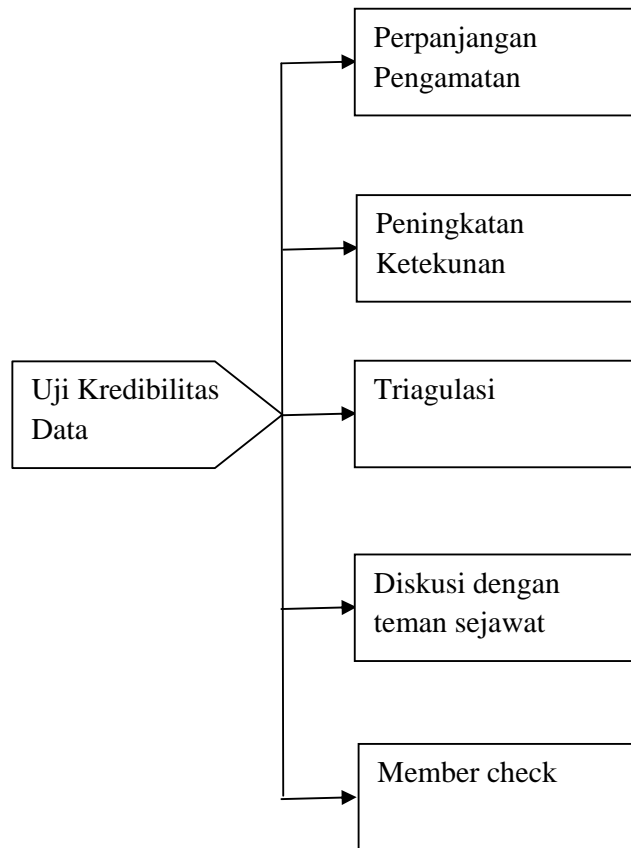 Perpanjangan
Pengamatan
Peningkatan
Ketekunan
Uji Kredibilitas
Data
Triagulasi
Diskusi dengan
teman sejawat
Member check